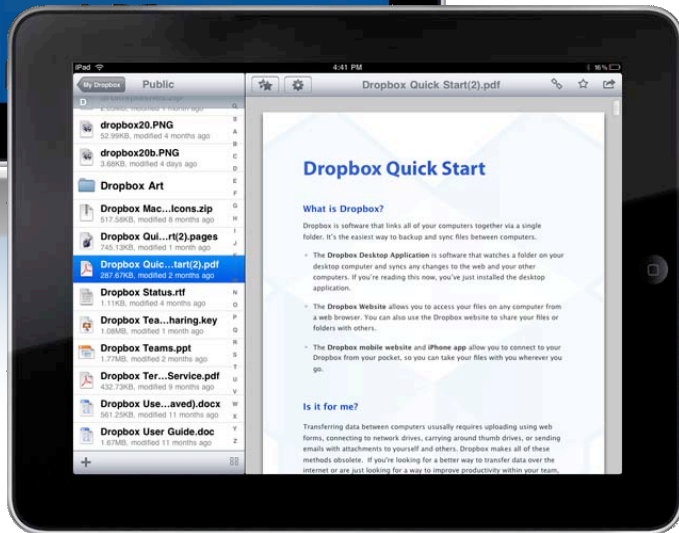 iPad
4:41 PM
16%
My Dropbox
Public
D
dropbox20.PNG
52.99KB, modified 4 months ago
dropbox20b.PNG
3.68KB, modified 4 days ago
Dropbox Art
Dropbox Mac...Icons.zip
517.58KB, modified 8 months ago
Dropbox Qui...rt(2).pages
745.13KB, modified 1 month ago
Dropbox Quic...tart(2).pdf
287.67KB, modified 2 months ago
Dropbox Status.rtf
1.11KB, modified 4 months ago
Dropbox Tea...haring.key
1.08MB, modified 1 month ago
Dropbox Teams.ppt
1.77MB, modified 2 months ago
Dropbox Ter...Service.pdf
432.73KB, modified 9 months ago
Dropbox Use...aved).docx
561.25KB, modified 11 months ago
Dropbox User Guide.doc
1.67MB, modified 11 months ago
Dropbox Quick Start(2).pdf
Dropbox Quick Start
What is Dropbox?
Dropbox is software that links all of your computers together via a single
folder. It's the easiest way to backup and sync files between computers.
• The Dropbox Desktop Application is software that watches a folder on your
desktop computer and syncs any changes to the web and your other
computers. If you're reading this now, you've just installed the desktop
application.
• The Dropbox Website allows you to access your files on any computer from
a web browser. You can also use the Dropbox website to share your files or
folders with others.
• The Dropbox mobile website and iPhone app allow you to connect to your
Dropbox from your pocket, so you can take your files with you wherever you
go.
Is it for me?
Transferring data between computers ususally requires uploading using web
forms, connecting to network drives, carrying around thumb drives, or sending
emails with attachments to yourself and others. Dropbox makes all of these
methods obsolete. If you're looking for a better way to transfer data over the
internet or are just looking for a way to improve productivity within your team,